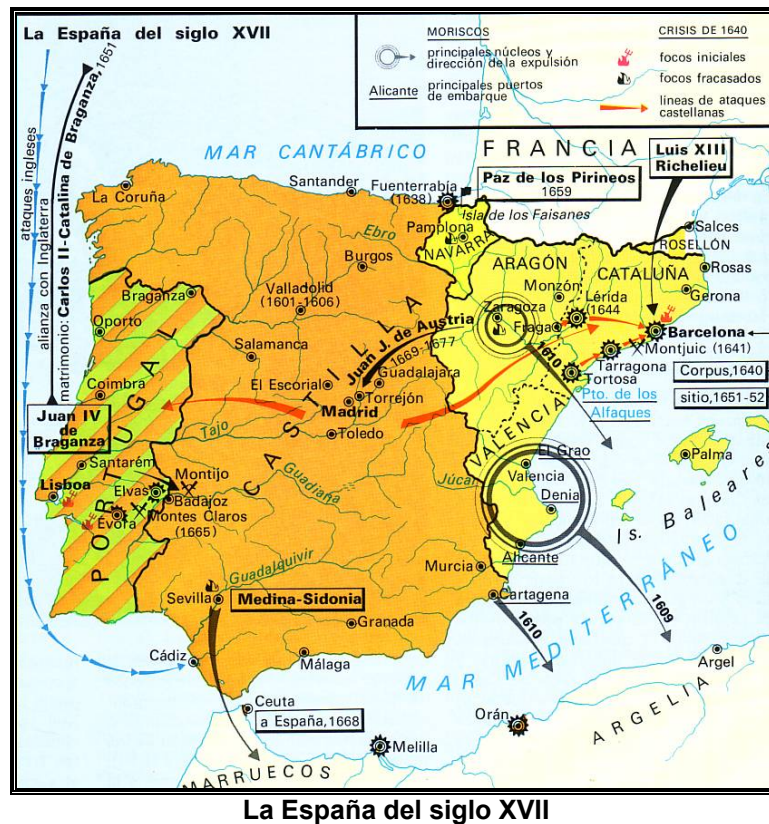 La España del siglo XVII
MORISCOS
principales núcleos y
dirección de la expulsión
Alicante
principales puertos
de embarque
CRISIS DE 1640
focos iniciales
focos fracasados
líneas de ataques
castellanas
ataques ingleses
alianza con Inglaterra
matrimonio: Carlos II-Catalina de Braganza, 1651
MAR CANTÁBRICO
FRANCIA
Luis XIII
Richelieu
Paz de los Pirineos
1659
Isla de los Faisanes
La Coruña
Santander
Fuenterrabía
(1638)
Pamplona
NAVARRA
Ebro
Burgos
ARAGÓN
CATALUÑA
Salces
ROSELLÓN
Rosas
Gerona
Monzón
Lérida
(1644
Zaragoza
Fraga
Barcelona
Montjuic (1641)
Corpus,1640
sitio,1651-52
Tarragona
Tortosa
Pto. de los
Alfaques
1610
Braganza
Valladolid
(1601-1606)
Oporto
Salamanca
Juan J. de Austria
1669-1677
Guadalajara
El Escorial
Torrejón
Madrid
Coimbra
PORTUGAL
CASTILLA
Juan IV
de Braganza
Tajo
Toledo
VALENCIA
El Grao
Valencia
Palma
Is. Baleares
Santarém
Lisboa
Montijo
Elvas
Badajoz
Évora
Montes Claros
(1665)
Guadiana
Júcar
Denia
Alicante
Murcia
Guadalquivir
Sevilla
Medina-Sidonia
Granada
Cartagena
1610
1609
MAR MEDITERRÁNEO
Cádiz
Málaga
Argel
Ceuta
a España,1668
Orán
ARGELIA
Melilla
MARRUECOS
La España del siglo XVII